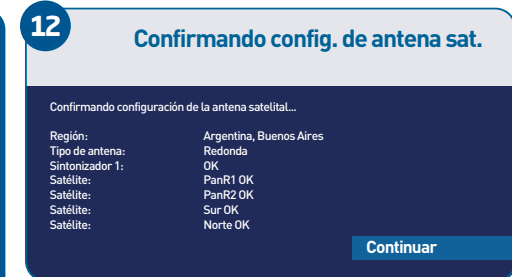 12
Confirmando config. de antena sat.
Confirmando configuración de la antena satelital...
Región: Argentina, Buenos Aires
Tipo de antena: Redonda
Sintonizador 1: OK
Satélite: PanR1 OK
Satélite: PanR2 OK
Satélite: Sur OK
Satélite: Norte OK
Continuar